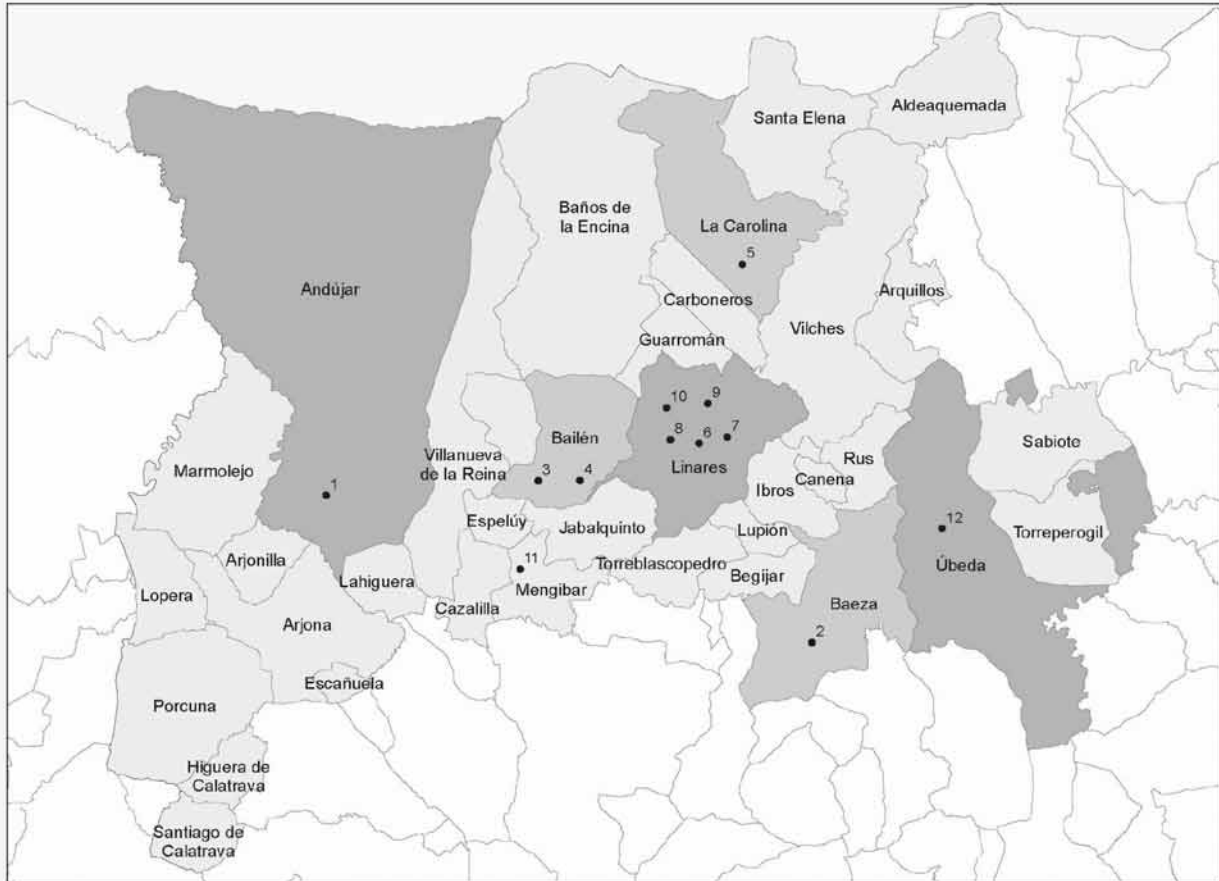 Santa Elena
Aldeaquemada
Baños de
la Encina
La Carolina
5
Andújar
Arquillos
Carboneros
Vilches
Guarromán
10
9
8
6
7
Linares
Bailén
3
4
Sabiote
Rus
Canena
Ibros
Marmolejo
Villanueva
de la Reina
1
Espelúy
Jabalquinto
Lupión
12
Torreperogil
Úbeda
Arjonilla
Lahiguera
11
Mengibar
Torreblascopedro
Begijar
Lopera
Cazalilla
Baeza
2
Arjona
Escañuela
Porcuna
Higuera de
Calatrava
Santiago de
Calatrava